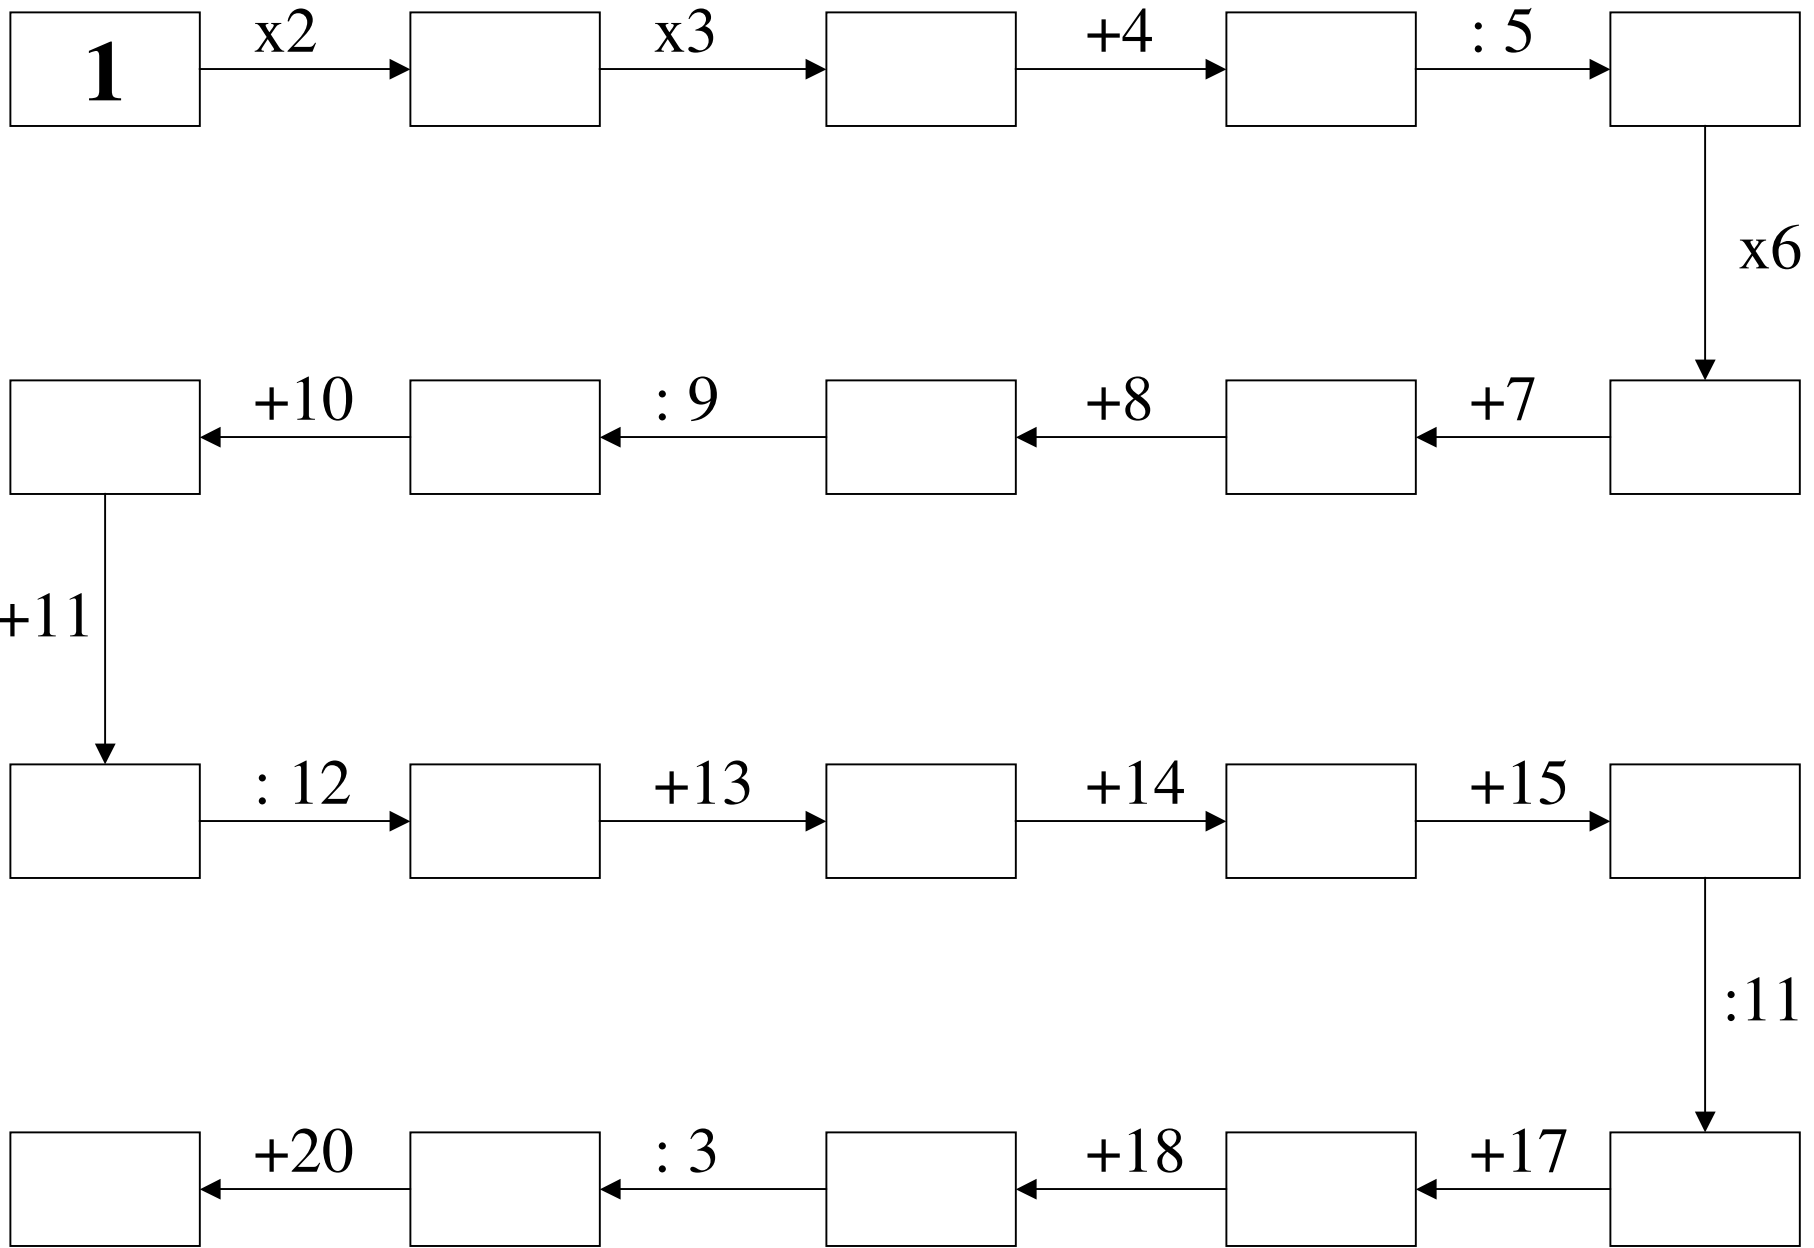 1 x2 x3 +4 : 5
x6
+10 : 9 +8 +7
+11
: 12 +13 +14 +15
:11
+20 : 3 +18 +17